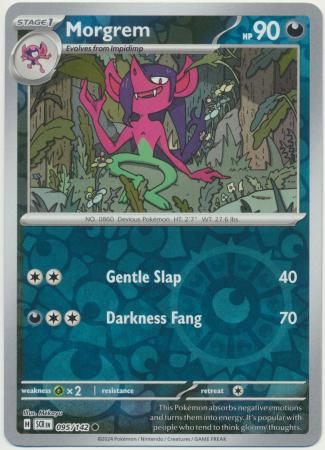 STAGE 1
Morgrem
HP 90
Evolves from Impidimp
NO. 0860 Devious Pokémon HT: 2'7" WT: 27.6 lbs
Gentle Slap 40
Darkness Fang 70
weakness ×2 resistance retreat
Illus. Mékayu
H SCR EN 095/142
This Pokémon absorbs negative emotions
and turns them into energy. It's popular with
people who tend to think gloomy thoughts.
©2024 Pokémon / Nintendo / Creatures / GAME FREAK